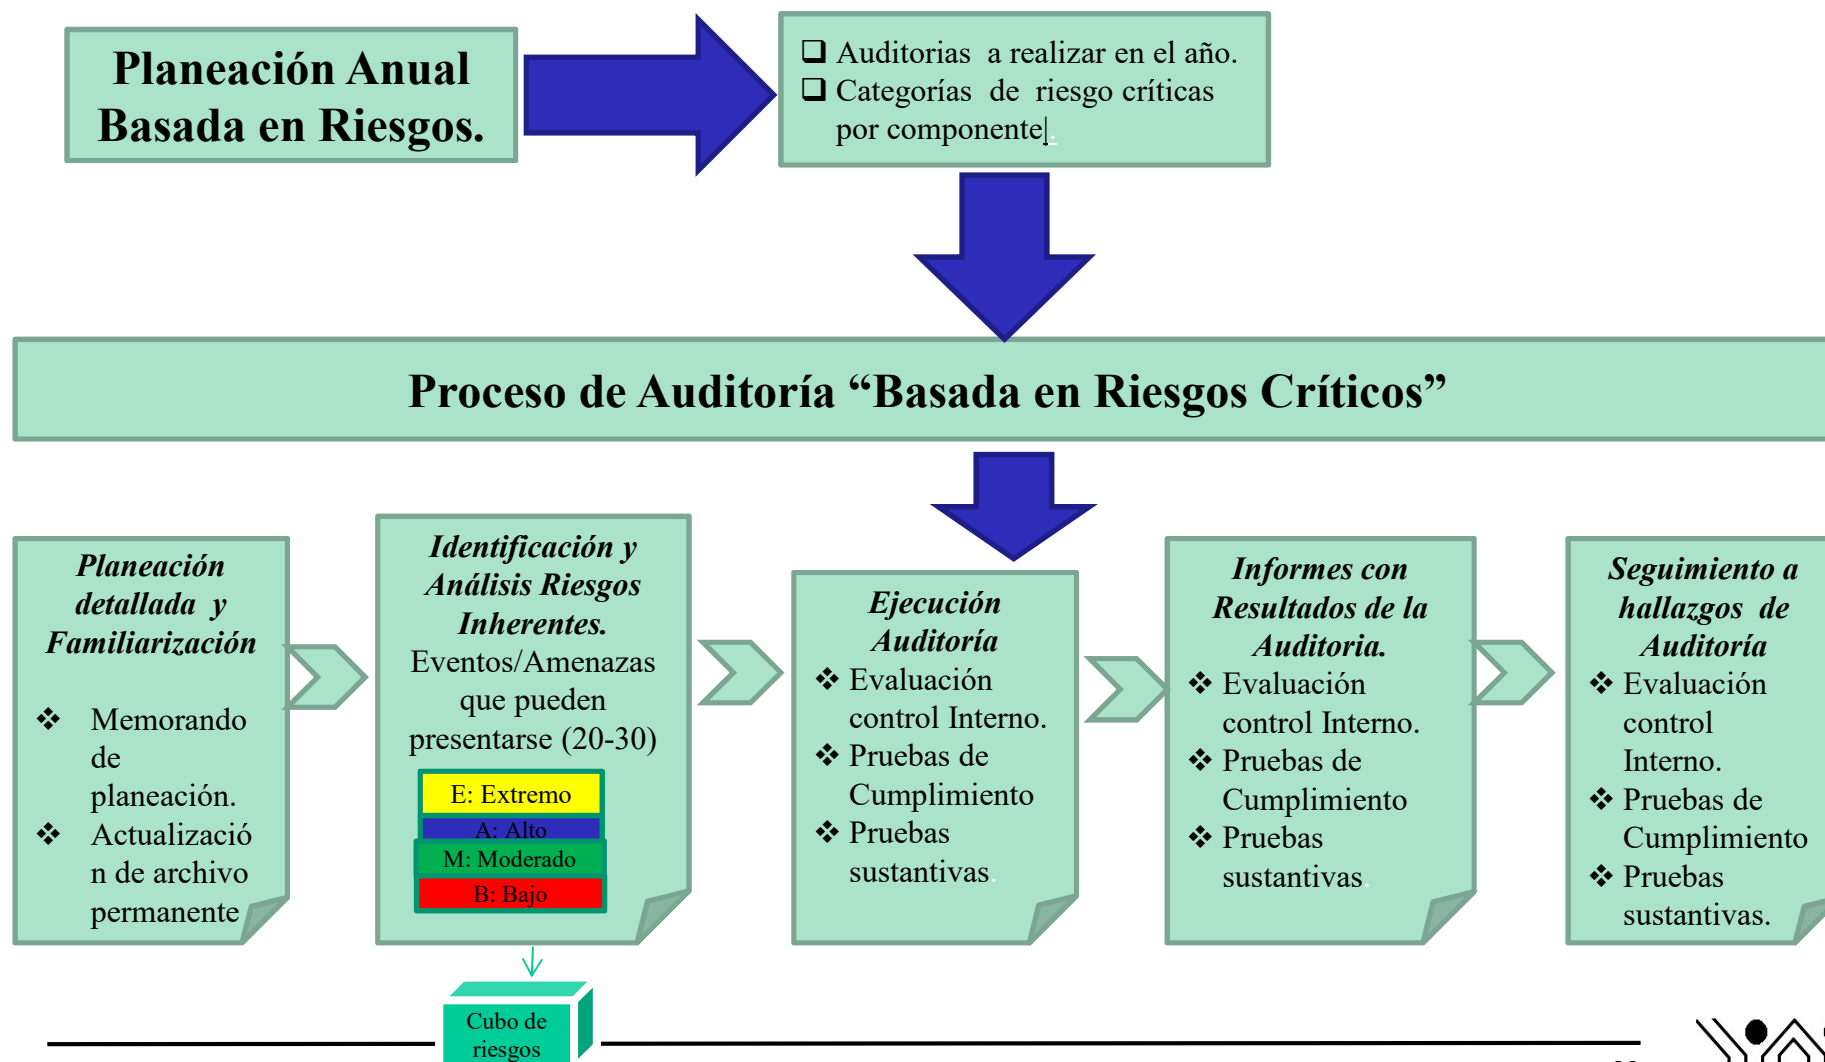 Planeación Anual
Basada en Riesgos.
❑ Auditorias a realizar en el año.
❑ Categorías de riesgo críticas
por componente.
Proceso de Auditoría “Basada en Riesgos Críticos”
Planeación
detallada y
Familiarización
❖ Memorando
de
planeación.
❖ Actualizació
n de archivo
permanente
Identificación y
Análisis Riesgos
Inherentes.
Eventos/Amenazas
que pueden
presentarse (20-30)
E: Extremo
A: Alto
M: Moderado
B: Bajo
Cubo de
riesgos
Ejecución
Auditoría
❖ Evaluación
control Interno.
❖ Pruebas de
Cumplimiento
❖ Pruebas
sustantivas.
Informes con
Resultados de la
Auditoria.
❖ Evaluación
control Interno.
❖ Pruebas de
Cumplimiento
❖ Pruebas
sustantivas.
Seguimiento a
hallazgos de
Auditoría
❖ Evaluación
control
Interno.
❖ Pruebas de
Cumplimiento
❖ Pruebas
sustantivas.